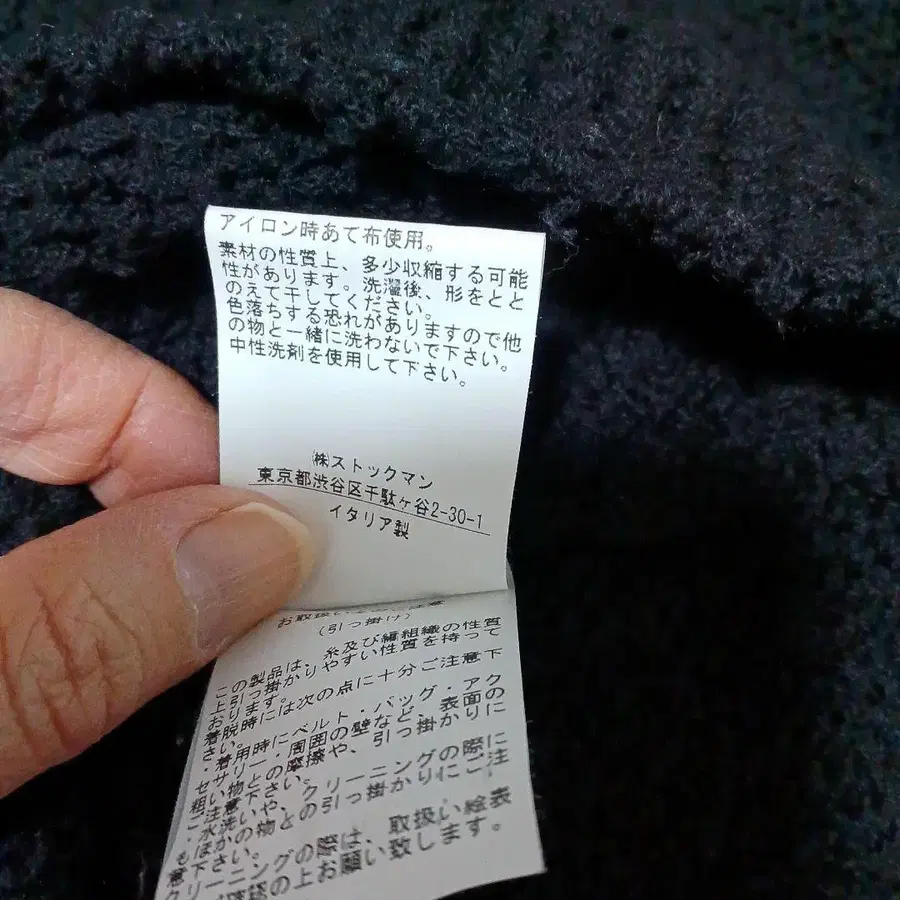 アイロン時あて布使用。
素材の性質上、多少収縮する可能
性があります。洗濯後、形をとと
のえて干してください。
色落ちする恐れがありますので他
の物と一緒に洗わないで下さい。
中性洗剤を使用して下さい。
㈱ストックマン
東京都渋谷区千駄ヶ谷2-30-1
イタリア製
お取扱い
(引っ掛け)
この製品は、糸及び編組織の性質
上引っ掛かりやすい性質を持って
おります。
着脱時には次の点に十分ご注意下
さい。
・着用時にベルト・バッグ・アク
セサリー・周囲の壁など、表面の
粗い物との摩擦や、引っ掛かりに
ご注意下さい。
・水洗いや、クリーニングの際に
もほかの物との引っ掛かりにご注
意下さい。
クリーニングの際は、取扱い絵表
確認の上お願い致します。